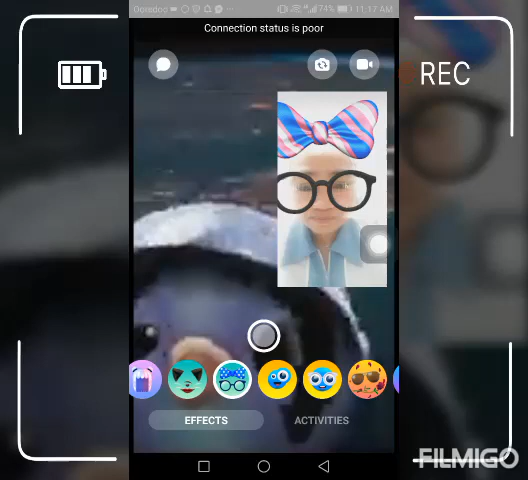 Ooredoo
74% 11:17 AM
Connection status is poor
REC
EFFECTS
ACTIVITIES
FILMIGO